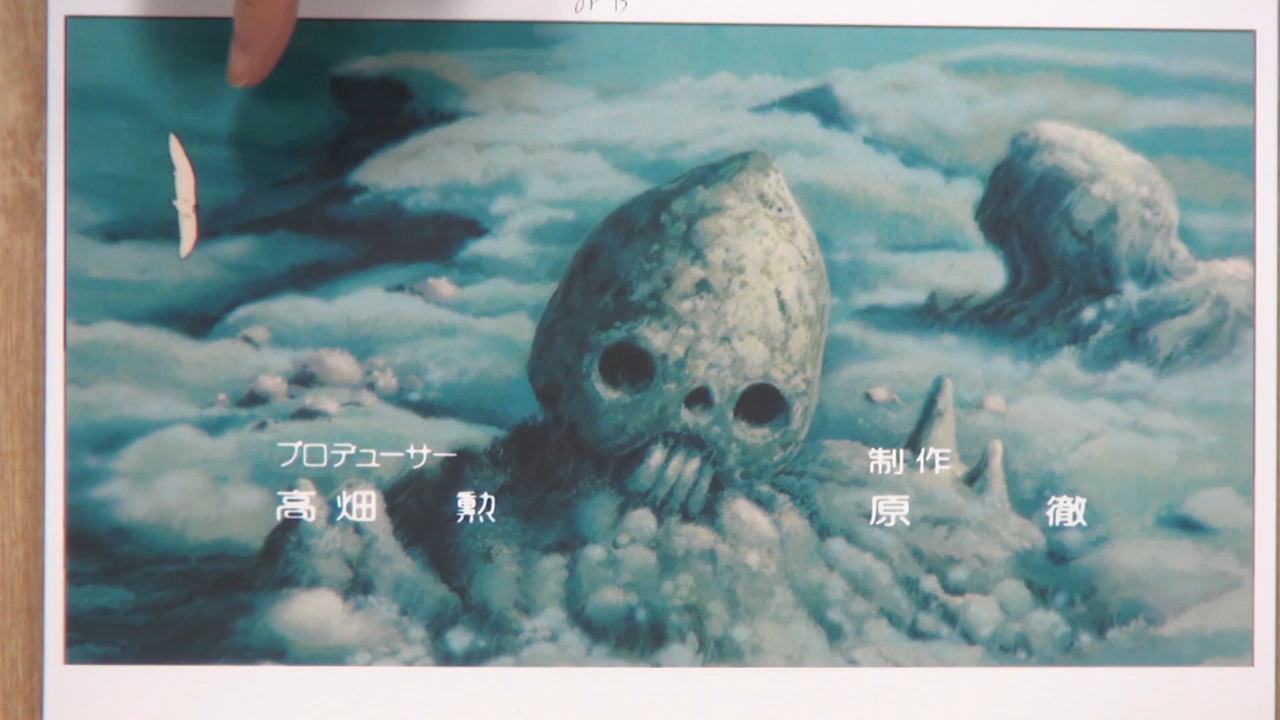 プロデューサー
高畑 勲
制作
原 徹